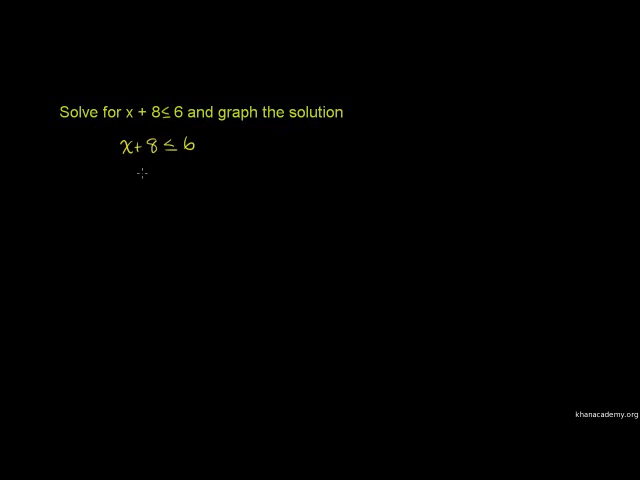 Solve for x + 8≤ 6 and graph the solution
x+ 8 ≤ 6
khanacademy.org